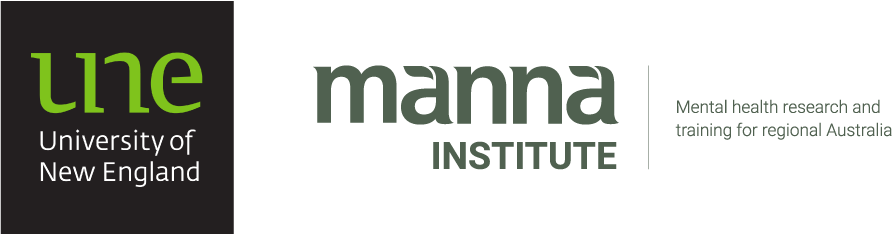 une
University of
New England
manna
INSTITUTE
Mental health research and
training for regional Australia